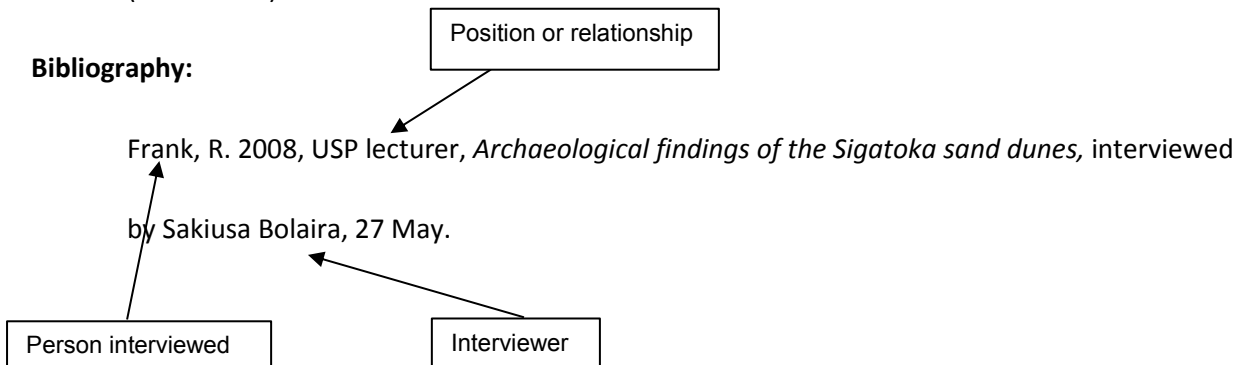 Position or relationship
Bibliography:
Frank, R. 2008, USP lecturer, Archaeological findings of the Sigatoka sand dunes, interviewed
by Sakiusa Bolaira, 27 May.
Person interviewed
Interviewer